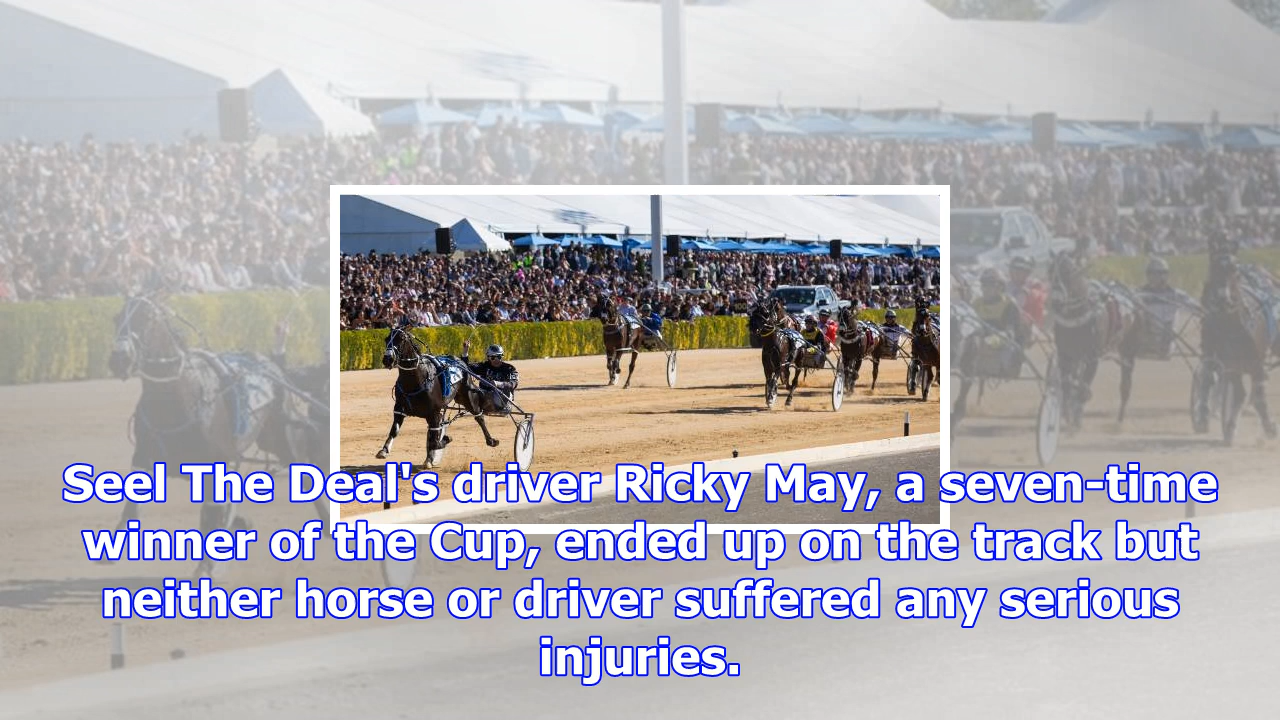 Seel The Deal's driver Ricky May, a seven-time
winner of the Cup, ended up on the track but
neither horse or driver suffered any serious
injuries.